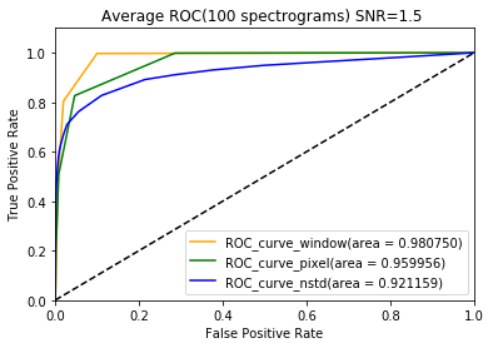 Average ROC(100 spectrograms) SNR=1.5
True Positive Rate
1.0
0.8
0.6
0.4
0.2
0.0
ROC_curve_window(area = 0.980750)
ROC_curve_pixel(area = 0.959956)
ROC_curve_nstd(area = 0.921159)
0.0 0.2 0.4 0.6 0.8 1.0
False Positive Rate